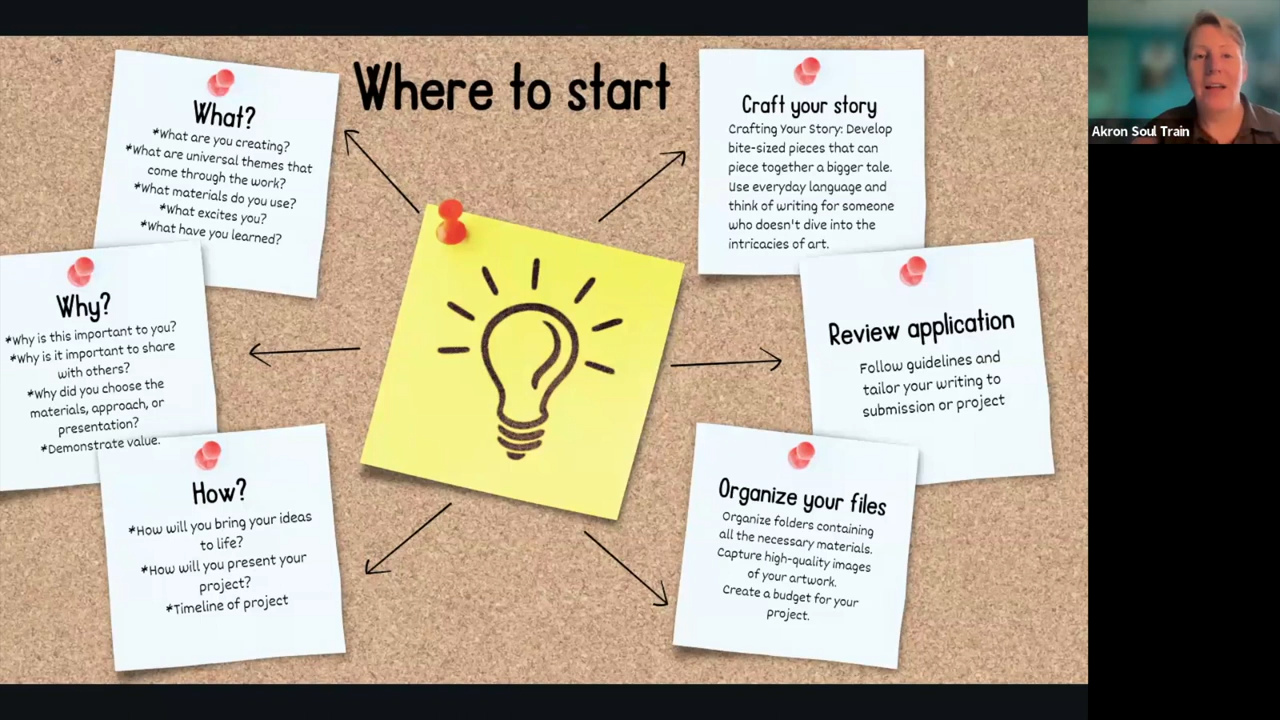 Where to start
What?
*What are you creating?
*What are universal themes that
come through the work?
*What materials do you use?
*What excites you?
*What have you learned?
Why?
*Why is this important to you?
*Why is it important to share
with others?
*Why did you choose the
materials, approach, or
presentation?
*Demonstrate value.
How?
*How will you bring your ideas
to life?
*How will you present your
project?
*Timeline of project
Craft your story
Crafting Your Story: Develop
bite-sized pieces that can
piece together a bigger tale.
Use everyday language and
think of writing for someone
who doesn't dive into the
intricacies of art.
Review application
Follow guidelines and
tailor your writing to
submission or project
Organize your files
Organize folders containing
all the necessary materials.
Capture high-quality images
of your artwork.
Create a budget for your
project.
Akron Soul Train